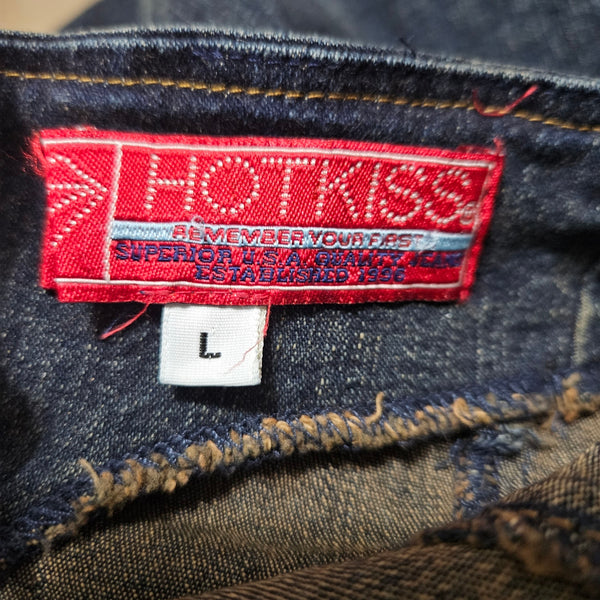 HOTKISS
REMEMBER YOUR FIRST
SUPERIOR U.S.A. QUALITY JEANS
ESTABLISHED 1996
L